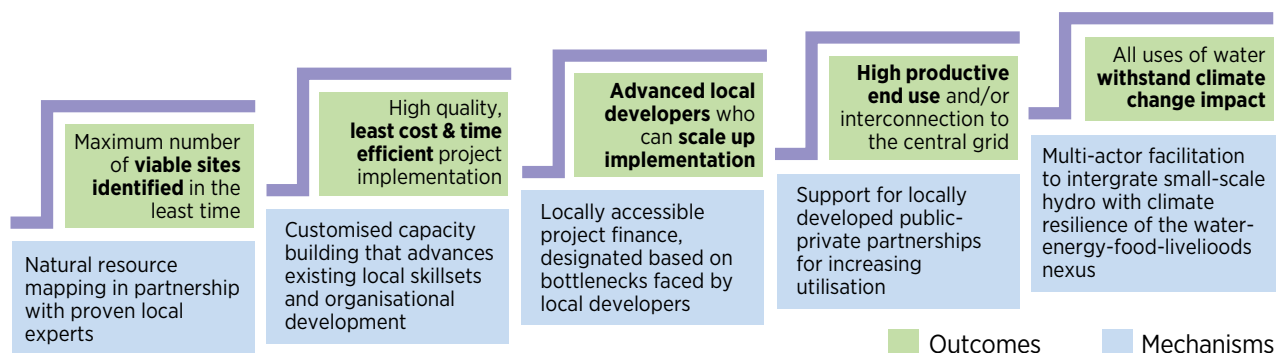 Maximum number
of viable sites
identified in the
least time
Natural resource
mapping in partnership
with proven local
experts
High quality,
least cost & time
efficient project
implementation
Customised capacity
building that advances
existing local skillsets
and organisational
development
Advanced local
developers who
can scale up
implementation
Locally accessible
project finance,
designated based on
bottlenecks faced by
local developers
High productive
end use and/or
interconnection to
the central grid
Support for locally
developed public-
private partnerships
for increasing
utilisation
All uses of water
withstand climate
change impact
Multi-actor facilitation
to intergrate small-scale
hydro with climate
resilience of the water-
energy-food-livelioods
nexus
Outcomes
Mechanisms